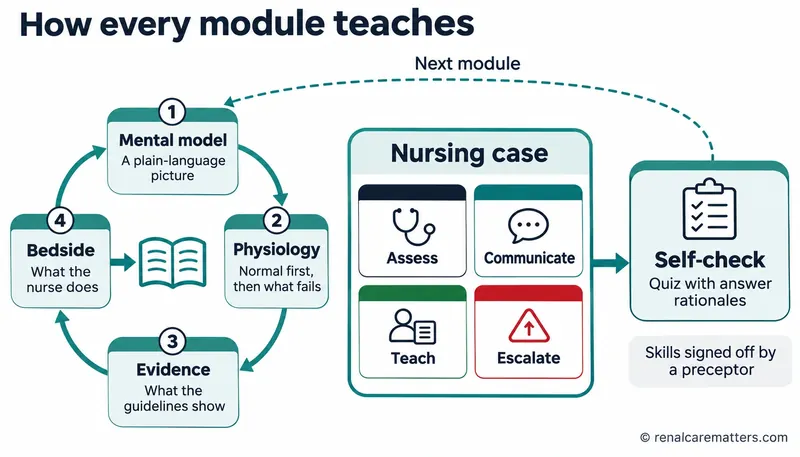 How every module teaches
Next module
1
Mental model
A plain-language
picture
2
Physiology
Normal first,
then what fails
3
Evidence
What the
guidelines show
4
Bedside
What the
nurse does
Nursing case
Assess
Communicate
Teach
Escalate
Self-check
Quiz with answer
rationales
Skills signed off by
a preceptor
© renalcarematters.com